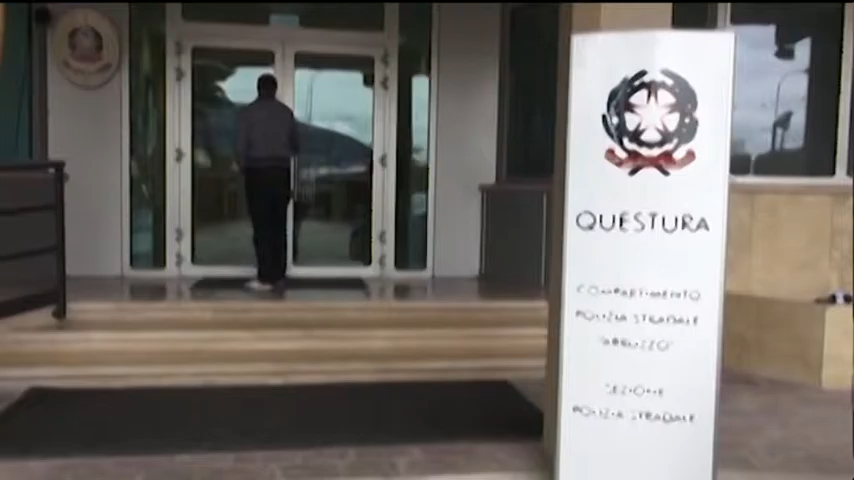 QUESTURA
COMPARTIMENTO
POLIZIA STRADALE
"ABRUZZO"
SEZIONE
POLIZIA STRADALE